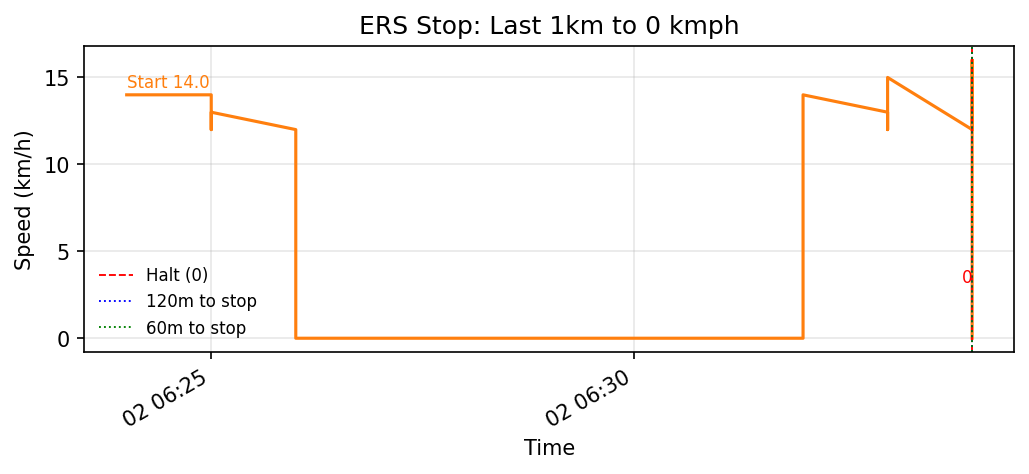 ERS Stop: Last 1km to 0 kmph
Speed (km/h)
15
10
5
0
Start 14.0
Halt (0)
120m to stop
60m to stop
0
02 06:25
02 06:30
Time